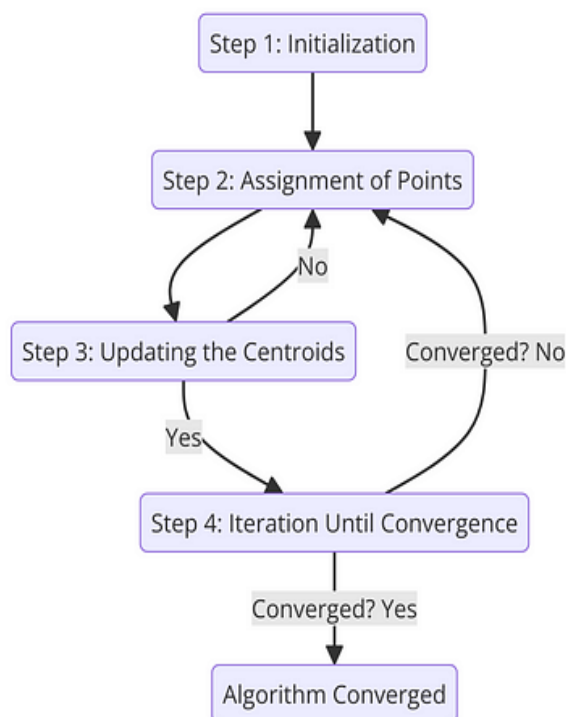 Step 1: Initialization
Step 2: Assignment of Points
No
Step 3: Updating the Centroids
Converged? No
Yes
Step 4: Iteration Until Convergence
Converged? Yes
Algorithm Converged